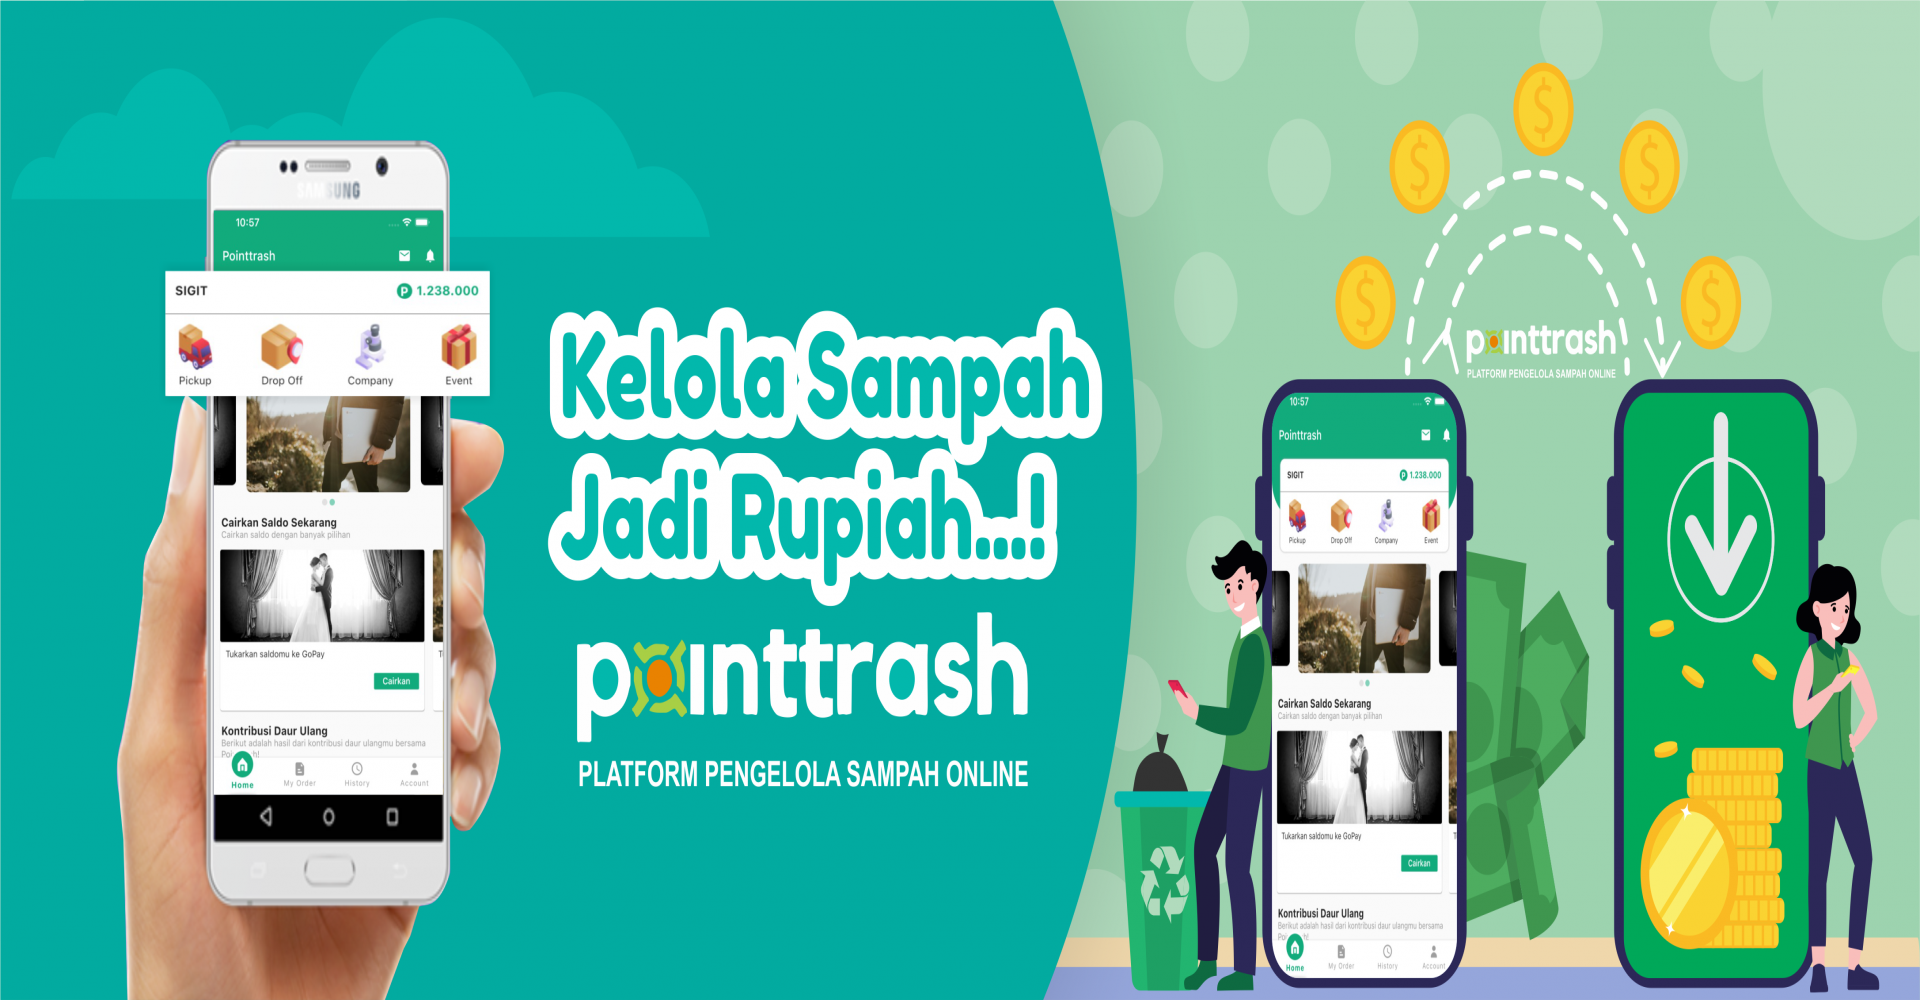 SAMSUNG
10:57
Pointtrash
SIGIT
P 1.238.000
Pickup Drop Off Company Event
Cairkan Saldo Sekarang
Cairkan saldo dengan banyak pilihan
Tukarkan saldomu ke GoPay
T
Cairkan
Kontribusi Daur Ulang
Berikut adalah hasil dari kontribusi daur ulangmu bersama
Home My Order History Account
Kelola Sampah
Jadi Rupiah...!
pointtrash
PLATFORM PENGELOLA SAMPAH ONLINE
$ $ $ $ $
pointtrash
PLATFORM PENGELOLA SAMPAH ONLINE
10:57
Pointtrash
SIGIT
P 1.238.000
Pickup Drop Off Company Event
Cairkan Saldo Sekarang
Cairkan saldo dengan banyak pilihan
Tukarkan saldomu ke GoPay
Cairkan
Kontribusi Daur Ulang
Berikut adalah hasil dari kontribusi daur ulangmu bersama
Home My Order History Account